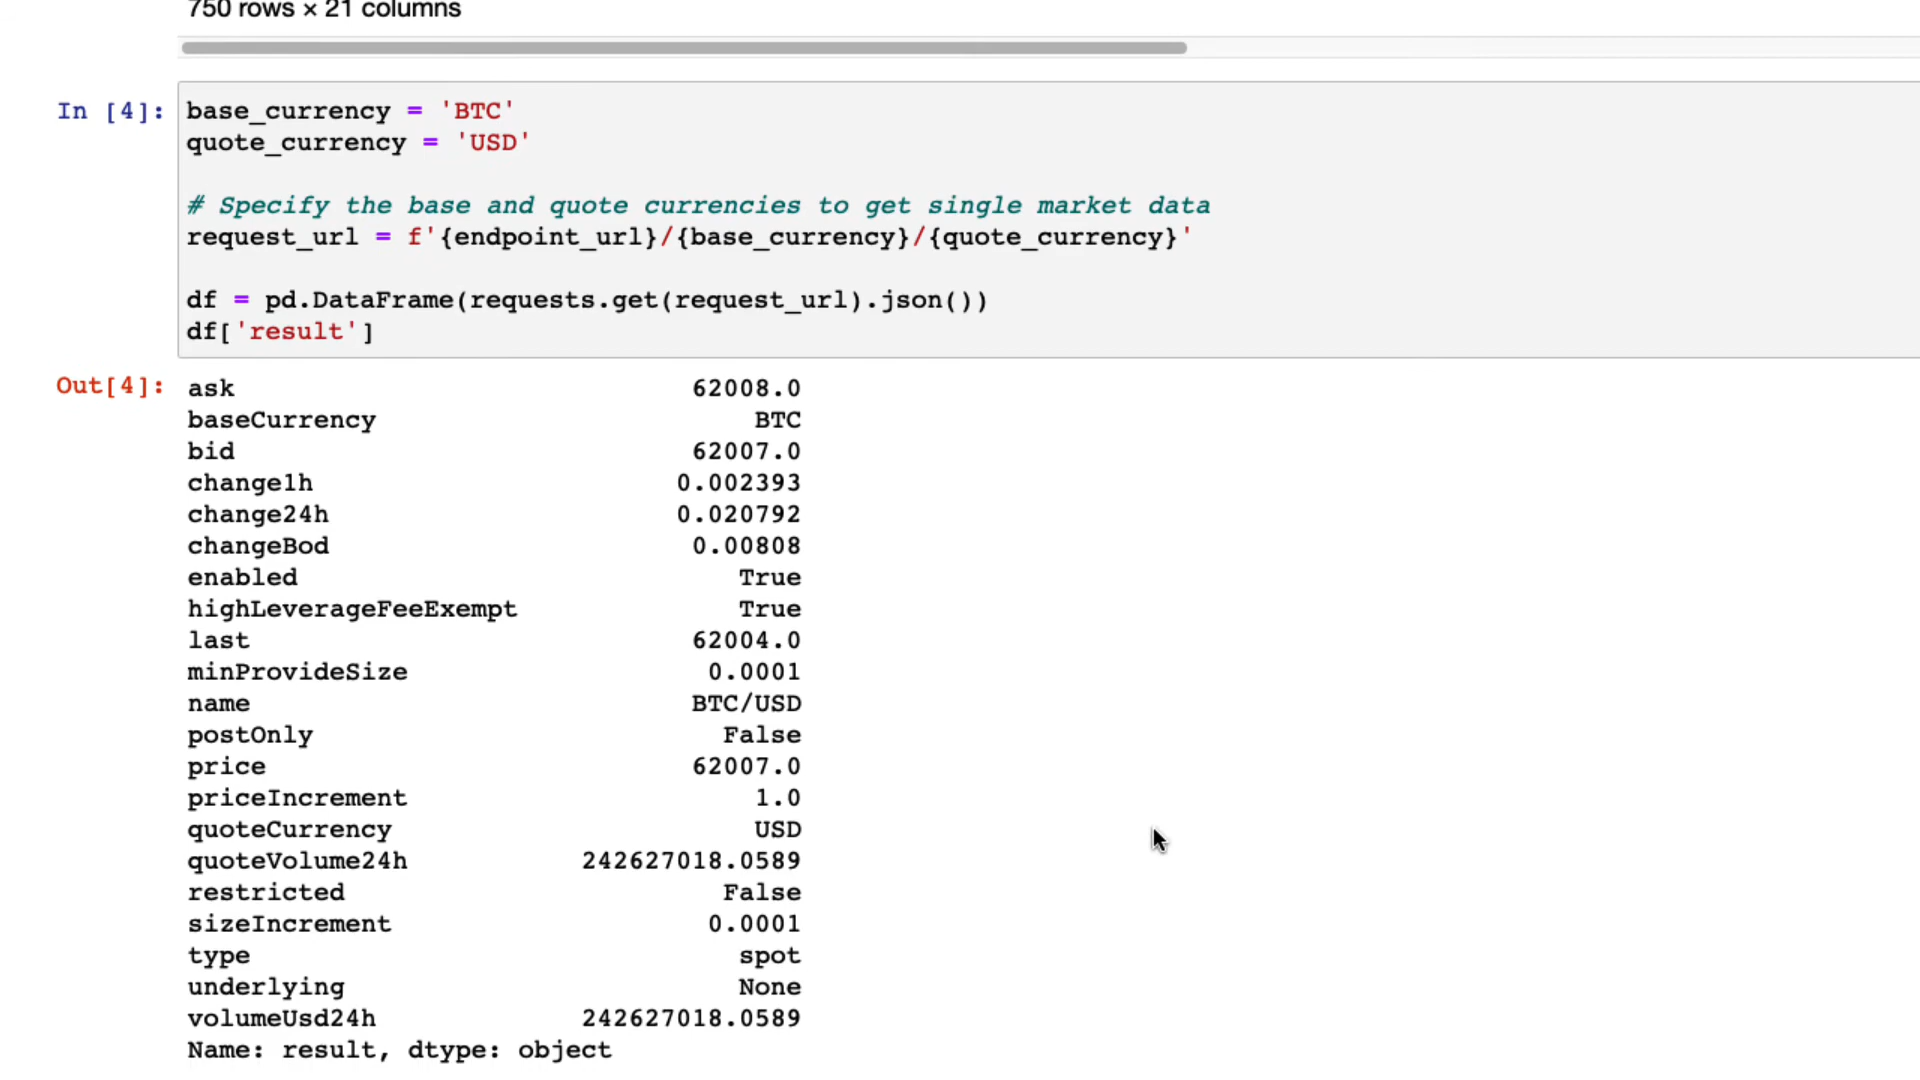 750 rows × 21 columns
In [4]:
base_currency = 'BTC'
quote_currency = 'USD'
# Specify the base and quote currencies to get single market data
request_url = f'{endpoint_url}/{base_currency}/{quote_currency}'
df = pd.DataFrame(requests.get(request_url).json())
df['result']
Out[4]:
ask 62008.0
baseCurrency BTC
bid 62007.0
change1h 0.002393
change24h 0.020792
changeBod 0.00808
enabled True
highLeverageFeeExempt True
last 62004.0
minProvideSize 0.0001
name BTC/USD
postOnly False
price 62007.0
priceIncrement 1.0
quoteCurrency USD
quoteVolume24h 242627018.0589
restricted False
sizeIncrement 0.0001
type spot
underlying None
volumeUsd24h 242627018.0589
Name: result, dtype: object